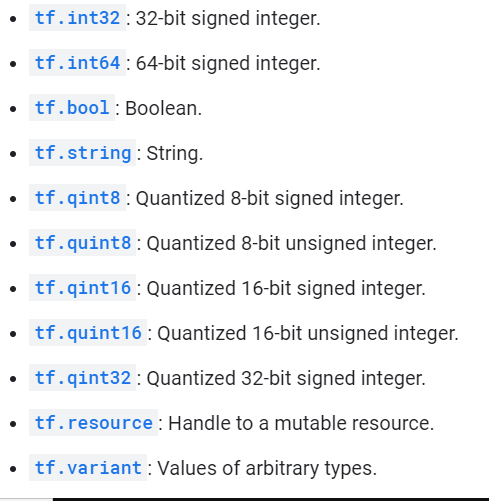 • tf.int32 : 32-bit signed integer.
• tf.int64 : 64-bit signed integer.
• tf.bool : Boolean.
• tf.string : String.
• tf.qint8 : Quantized 8-bit signed integer.
• tf.quint8 : Quantized 8-bit unsigned integer.
• tf.qint16 : Quantized 16-bit signed integer.
• tf.quint16 : Quantized 16-bit unsigned integer.
• tf.qint32 : Quantized 32-bit signed integer.
• tf.resource : Handle to a mutable resource.
• tf.variant : Values of arbitrary types.